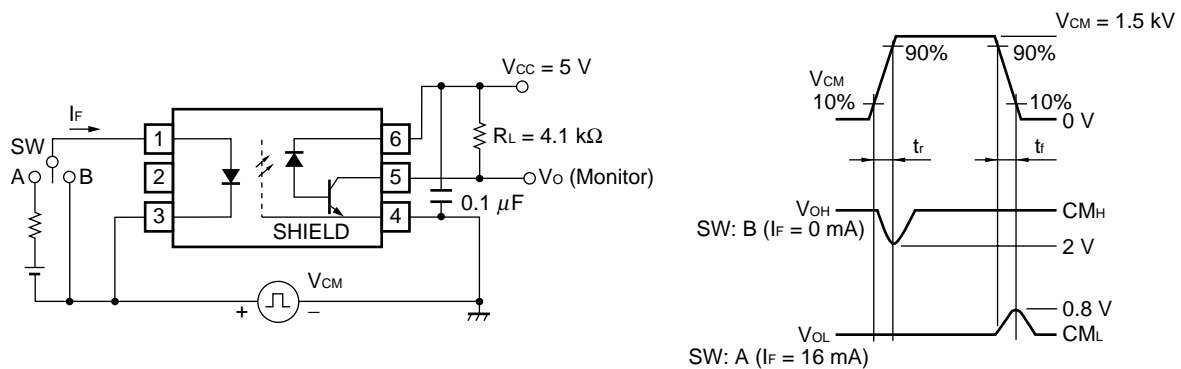 VCC = 5 V
IF
SW
A
B
1
2
3
6
5
4
SHIELD
RL = 4.1 kΩ
VO (Monitor)
0.1 μF
VCM
+
–
VCM = 1.5 kV
90%
90%
VCM
10%
10%
0 V
tr
tf
VOH
CMH
SW: B (IF = 0 mA)
2 V
0.8 V
VOL
CML
SW: A (IF = 16 mA)